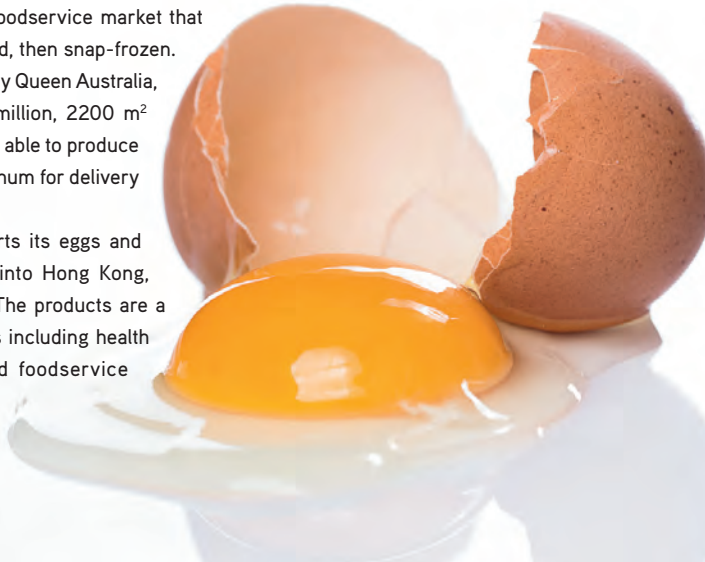 odservice market that
d, then snap-frozen.
y Queen Australia,
million, 2200 m²
able to produce
num for delivery
rts its eggs and
into Hong Kong,
The products are a
s including health
d foodservice